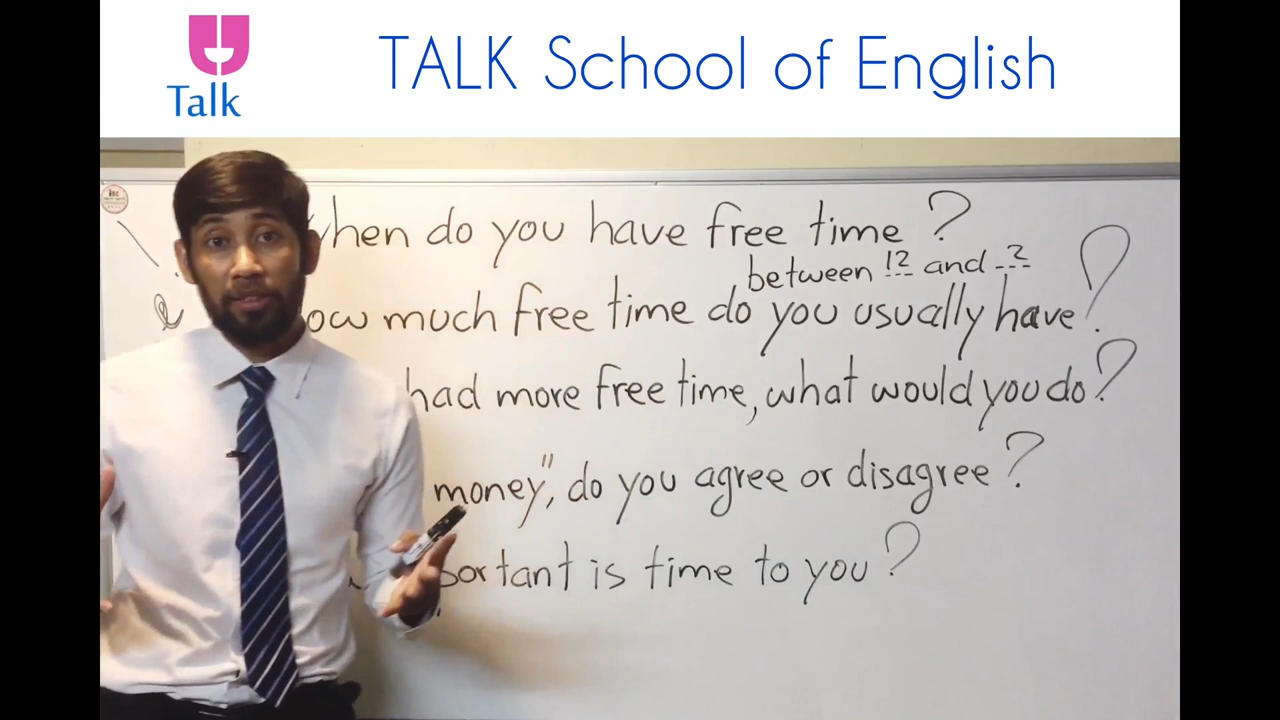 Talk
TALK School of English
hen do you have free time?
between 12 and 2
ow much free time do you usually have?
had more free time, what would you do?
money", do you agree or disagree?
portant is time to you?